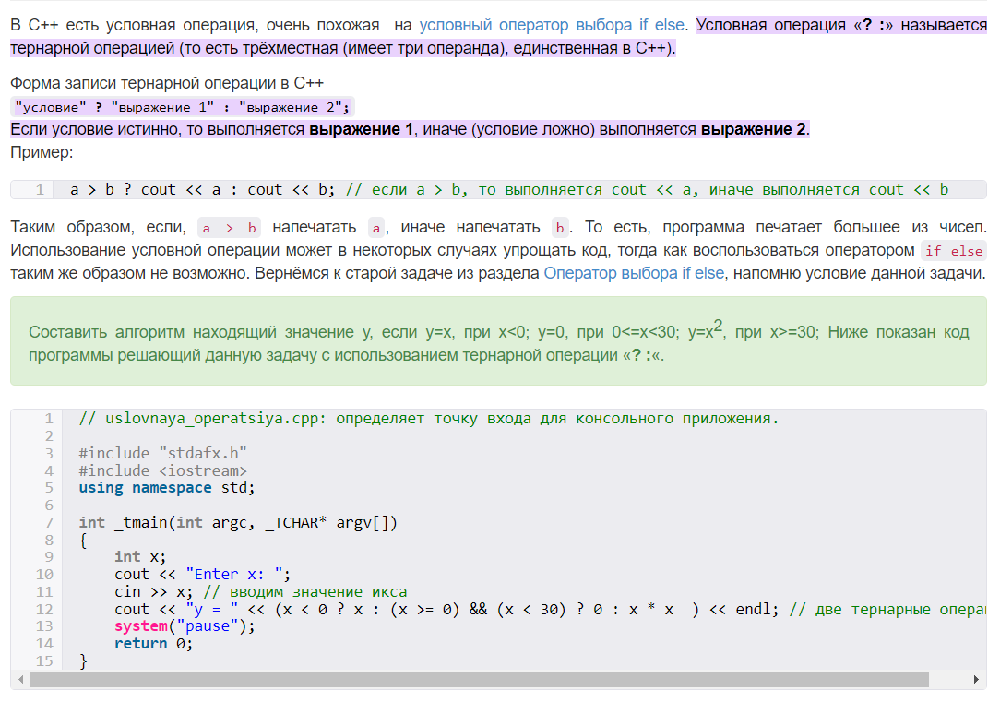 В C++ есть условная операция, очень похожая на условный оператор выбора if else. Условная операция «? :» называется
тернарной операцией (то есть трёхместная (имеет три операнда), единственная в C++).
Форма записи тернарной операции в C++
"условие" ? "выражение 1" : "выражение 2";
Если условие истинно, то выполняется выражение 1, иначе (условие ложно) выполняется выражение 2.
Пример:
1 a > b ? cout << a : cout << b; // если a > b, то выполняется cout << a, иначе выполняется cout << b
Таким образом, если, a > b напечатать a, иначе напечатать b. То есть, программа печатает большее из чисел.
Использование условной операции может в некоторых случаях упрощать код, тогда как воспользоваться оператором if else
таким же образом не возможно. Вернёмся к старой задаче из раздела Оператор выбора if else, напомню условие данной задачи.
Составить алгоритм находящий значение y, если y=x, при x<0; y=0, при 0<=x<30; y=x², при x>=30; Ниже показан код
программы решающий данную задачу с использованием тернарной операции «? :«.
1 // uslovnaya_operatsiya.cpp: определяет точку входа для консольного приложения.
2
3 #include "stdafx.h"
4 #include <iostream>
5 using namespace std;
6
7 int _tmain(int argc, _TCHAR* argv[])
8 {
9 int x;
10 cout << "Enter x: ";
11 cin >> x; // вводим значение икса
12 cout << "y = " << (x < 0 ? x : (x >= 0) && (x < 30) ? 0 : x * x ) << endl; // две тернарные опера
13 system("pause");
14 return 0;
15 }